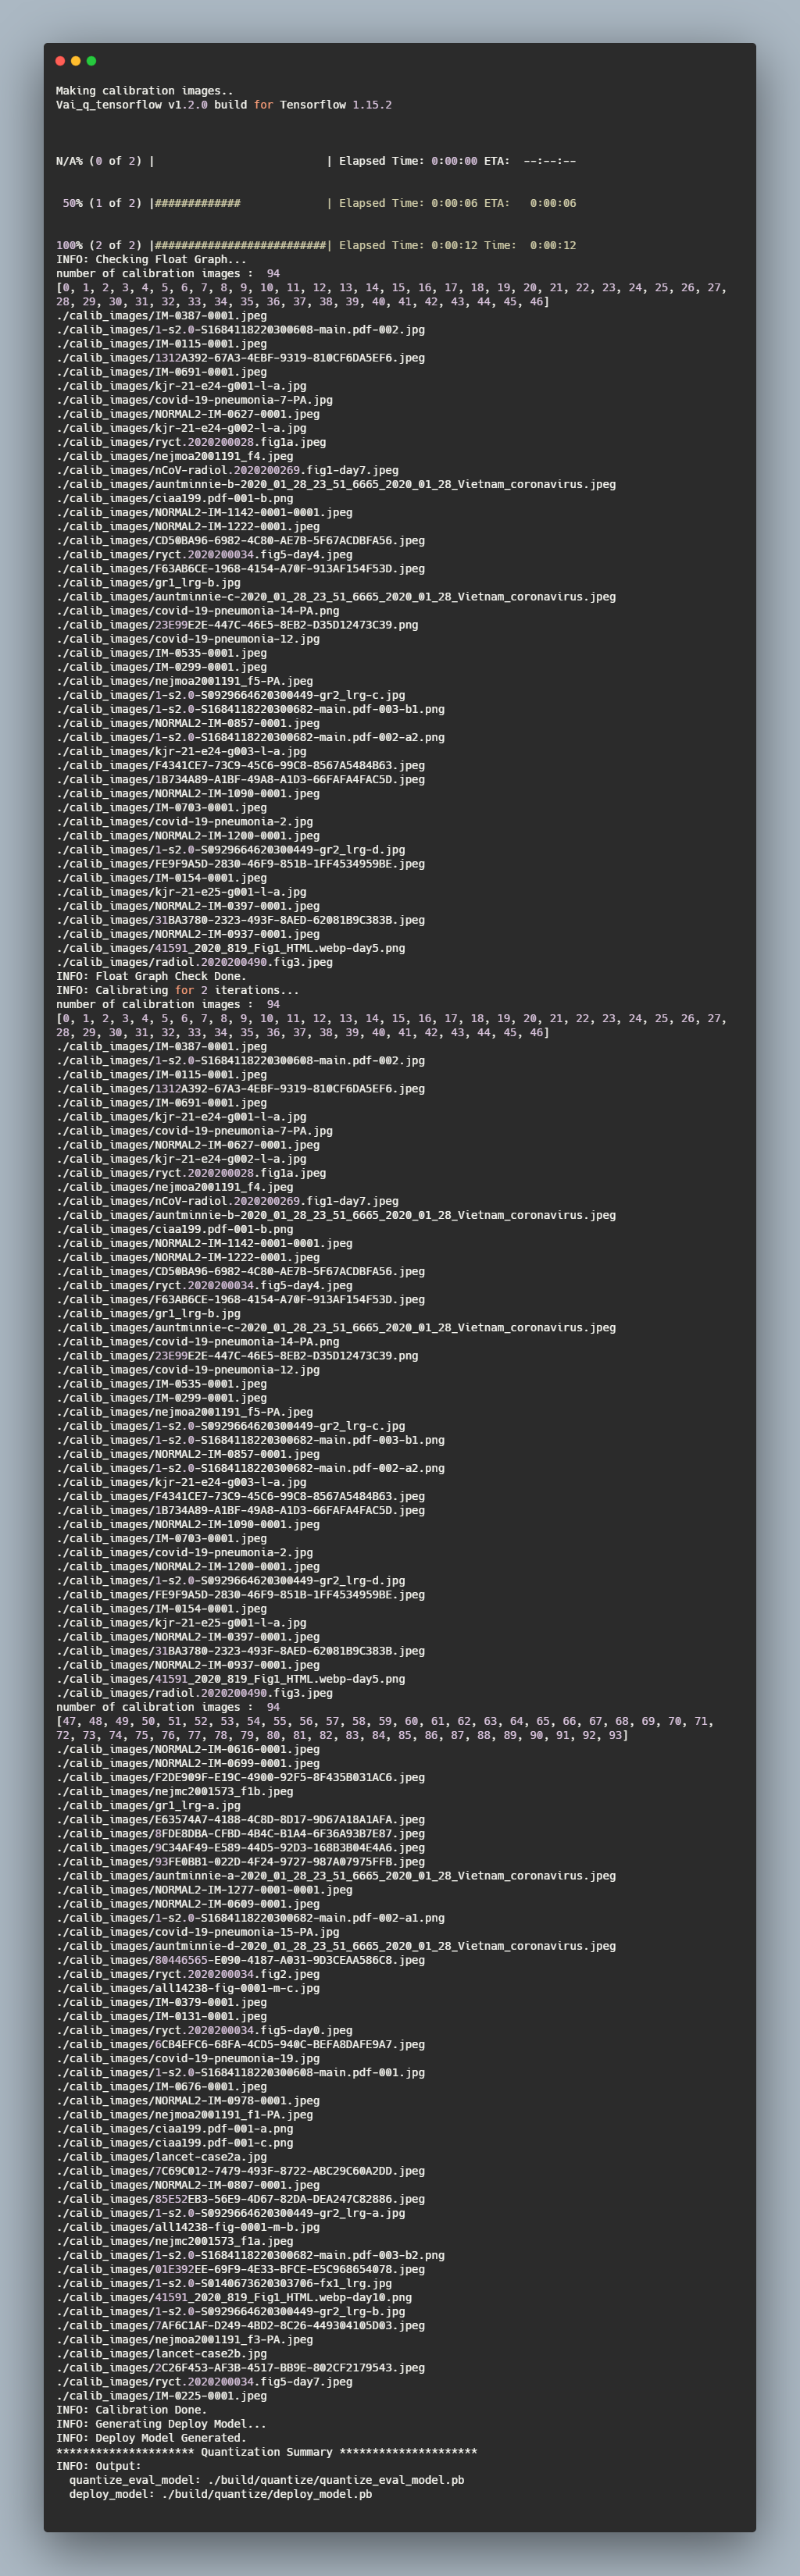 Making calibration images..
Vai_q_tensorflow v1.2.0 build for Tensorflow 1.15.2
N/A% (0 of 2) |                          | Elapsed Time: 0:00:00 ETA:  --:--:--
 50% (1 of 2) |#############             | Elapsed Time: 0:00:06 ETA:   0:00:06
100% (2 of 2) |##########################| Elapsed Time: 0:00:12 Time:  0:00:12
INFO: Checking Float Graph...
number of calibration images :  94
[0, 1, 2, 3, 4, 5, 6, 7, 8, 9, 10, 11, 12, 13, 14, 15, 16, 17, 18, 19, 20, 21, 22, 23, 24, 25, 26, 27,
28, 29, 30, 31, 32, 33, 34, 35, 36, 37, 38, 39, 40, 41, 42, 43, 44, 45, 46]
./calib_images/IM-0387-0001.jpeg
./calib_images/1-s2.0-S1684118220300608-main.pdf-002.jpg
./calib_images/IM-0115-0001.jpeg
./calib_images/1312A392-67A3-4EBF-9319-810CF6DA5EF6.jpeg
./calib_images/IM-0691-0001.jpeg
./calib_images/kjr-21-e24-g001-l-a.jpg
./calib_images/covid-19-pneumonia-7-PA.jpg
./calib_images/NORMAL2-IM-0627-0001.jpeg
./calib_images/kjr-21-e24-g002-l-a.jpg
./calib_images/ryct.2020200028.fig1a.jpeg
./calib_images/nejmoa2001191_f4.jpeg
./calib_images/nCoV-radiol.2020200269.fig1-day7.jpeg
./calib_images/auntminnie-b-2020_01_28_23_51_6665_2020_01_28_Vietnam_coronavirus.jpeg
./calib_images/ciaa199.pdf-001-b.png
./calib_images/NORMAL2-IM-1142-0001-0001.jpeg
./calib_images/NORMAL2-IM-1222-0001.jpeg
./calib_images/CD50BA96-6982-4C80-AE7B-5F67ACDBFA56.jpeg
./calib_images/ryct.2020200034.fig5-day4.jpeg
./calib_images/F63AB6CE-1968-4154-A70F-913AF154F53D.jpeg
./calib_images/gr1_lrg-b.jpg
./calib_images/auntminnie-c-2020_01_28_23_51_6665_2020_01_28_Vietnam_coronavirus.jpeg
./calib_images/covid-19-pneumonia-14-PA.png
./calib_images/23E99E2E-447C-46E5-8EB2-D35D12473C39.png
./calib_images/covid-19-pneumonia-12.jpg
./calib_images/IM-0535-0001.jpeg
./calib_images/IM-0299-0001.jpeg
./calib_images/nejmoa2001191_f5-PA.jpeg
./calib_images/1-s2.0-S0929664620300449-gr2_lrg-c.jpg
./calib_images/1-s2.0-S1684118220300682-main.pdf-003-b1.png
./calib_images/NORMAL2-IM-0857-0001.jpeg
./calib_images/1-s2.0-S1684118220300682-main.pdf-002-a2.png
./calib_images/kjr-21-e24-g003-l-a.jpg
./calib_images/F4341CE7-73C9-45C6-99C8-8567A5484B63.jpeg
./calib_images/1B734A89-A1BF-49A8-A1D3-66FAFA4FAC5D.jpeg
./calib_images/NORMAL2-IM-1090-0001.jpeg
./calib_images/IM-0703-0001.jpeg
./calib_images/covid-19-pneumonia-2.jpg
./calib_images/NORMAL2-IM-1200-0001.jpeg
./calib_images/1-s2.0-S0929664620300449-gr2_lrg-d.jpg
./calib_images/FE9F9A5D-2830-46F9-851B-1FF4534959BE.jpeg
./calib_images/IM-0154-0001.jpeg
./calib_images/kjr-21-e25-g001-l-a.jpg
./calib_images/NORMAL2-IM-0397-0001.jpeg
./calib_images/31BA3780-2323-493F-8AED-62081B9C383B.jpeg
./calib_images/NORMAL2-IM-0937-0001.jpeg
./calib_images/41591_2020_819_Fig1_HTML.webp-day5.png
./calib_images/radiol.2020200490.fig3.jpeg
INFO: Float Graph Check Done.
INFO: Calibrating for 2 iterations...
number of calibration images :  94
[0, 1, 2, 3, 4, 5, 6, 7, 8, 9, 10, 11, 12, 13, 14, 15, 16, 17, 18, 19, 20, 21, 22, 23, 24, 25, 26, 27,
28, 29, 30, 31, 32, 33, 34, 35, 36, 37, 38, 39, 40, 41, 42, 43, 44, 45, 46]
./calib_images/IM-0387-0001.jpeg
./calib_images/1-s2.0-S1684118220300608-main.pdf-002.jpg
./calib_images/IM-0115-0001.jpeg
./calib_images/1312A392-67A3-4EBF-9319-810CF6DA5EF6.jpeg
./calib_images/IM-0691-0001.jpeg
./calib_images/kjr-21-e24-g001-l-a.jpg
./calib_images/covid-19-pneumonia-7-PA.jpg
./calib_images/NORMAL2-IM-0627-0001.jpeg
./calib_images/kjr-21-e24-g002-l-a.jpg
./calib_images/ryct.2020200028.fig1a.jpeg
./calib_images/nejmoa2001191_f4.jpeg
./calib_images/nCoV-radiol.2020200269.fig1-day7.jpeg
./calib_images/auntminnie-b-2020_01_28_23_51_6665_2020_01_28_Vietnam_coronavirus.jpeg
./calib_images/ciaa199.pdf-001-b.png
./calib_images/NORMAL2-IM-1142-0001-0001.jpeg
./calib_images/NORMAL2-IM-1222-0001.jpeg
./calib_images/CD50BA96-6982-4C80-AE7B-5F67ACDBFA56.jpeg
./calib_images/ryct.2020200034.fig5-day4.jpeg
./calib_images/F63AB6CE-1968-4154-A70F-913AF154F53D.jpeg
./calib_images/gr1_lrg-b.jpg
./calib_images/auntminnie-c-2020_01_28_23_51_6665_2020_01_28_Vietnam_coronavirus.jpeg
./calib_images/covid-19-pneumonia-14-PA.png
./calib_images/23E99E2E-447C-46E5-8EB2-D35D12473C39.png
./calib_images/covid-19-pneumonia-12.jpg
./calib_images/IM-0535-0001.jpeg
./calib_images/IM-0299-0001.jpeg
./calib_images/nejmoa2001191_f5-PA.jpeg
./calib_images/1-s2.0-S0929664620300449-gr2_lrg-c.jpg
./calib_images/1-s2.0-S1684118220300682-main.pdf-003-b1.png
./calib_images/NORMAL2-IM-0857-0001.jpeg
./calib_images/1-s2.0-S1684118220300682-main.pdf-002-a2.png
./calib_images/kjr-21-e24-g003-l-a.jpg
./calib_images/F4341CE7-73C9-45C6-99C8-8567A5484B63.jpeg
./calib_images/1B734A89-A1BF-49A8-A1D3-66FAFA4FAC5D.jpeg
./calib_images/NORMAL2-IM-1090-0001.jpeg
./calib_images/IM-0703-0001.jpeg
./calib_images/covid-19-pneumonia-2.jpg
./calib_images/NORMAL2-IM-1200-0001.jpeg
./calib_images/1-s2.0-S0929664620300449-gr2_lrg-d.jpg
./calib_images/FE9F9A5D-2830-46F9-851B-1FF4534959BE.jpeg
./calib_images/IM-0154-0001.jpeg
./calib_images/kjr-21-e25-g001-l-a.jpg
./calib_images/NORMAL2-IM-0397-0001.jpeg
./calib_images/31BA3780-2323-493F-8AED-62081B9C383B.jpeg
./calib_images/NORMAL2-IM-0937-0001.jpeg
./calib_images/41591_2020_819_Fig1_HTML.webp-day5.png
./calib_images/radiol.2020200490.fig3.jpeg
number of calibration images :  94
[47, 48, 49, 50, 51, 52, 53, 54, 55, 56, 57, 58, 59, 60, 61, 62, 63, 64, 65, 66, 67, 68, 69, 70, 71,
72, 73, 74, 75, 76, 77, 78, 79, 80, 81, 82, 83, 84, 85, 86, 87, 88, 89, 90, 91, 92, 93]
./calib_images/NORMAL2-IM-0616-0001.jpeg
./calib_images/NORMAL2-IM-0699-0001.jpeg
./calib_images/F2DE909F-E19C-4900-92F5-8F435B031AC6.jpeg
./calib_images/nejmc2001573_f1b.jpeg
./calib_images/gr1_lrg-a.jpg
./calib_images/E63574A7-4188-4C8D-8D17-9D67A18A1AFA.jpeg
./calib_images/8FDE8DBA-CFBD-4B4C-B1A4-6F36A93B7E87.jpeg
./calib_images/9C34AF49-E589-44D5-92D3-168B3B04E4A6.jpeg
./calib_images/93FE0BB1-022D-4F24-9727-987A07975FFB.jpeg
./calib_images/auntminnie-a-2020_01_28_23_51_6665_2020_01_28_Vietnam_coronavirus.jpeg
./calib_images/NORMAL2-IM-1277-0001-0001.jpeg
./calib_images/NORMAL2-IM-0609-0001.jpeg
./calib_images/1-s2.0-S1684118220300682-main.pdf-002-a1.png
./calib_images/covid-19-pneumonia-15-PA.jpg
./calib_images/auntminnie-d-2020_01_28_23_51_6665_2020_01_28_Vietnam_coronavirus.jpeg
./calib_images/80446565-E090-4187-A031-9D3CEAA586C8.jpeg
./calib_images/ryct.2020200034.fig2.jpeg
./calib_images/all14238-fig-0001-m-c.jpg
./calib_images/IM-0379-0001.jpeg
./calib_images/IM-0131-0001.jpeg
./calib_images/ryct.2020200034.fig5-day0.jpeg
./calib_images/6CB4EFC6-68FA-4CD5-940C-BEFA8DAFE9A7.jpeg
./calib_images/covid-19-pneumonia-19.jpg
./calib_images/1-s2.0-S1684118220300608-main.pdf-001.jpg
./calib_images/IM-0676-0001.jpeg
./calib_images/NORMAL2-IM-0978-0001.jpeg
./calib_images/nejmoa2001191_f1-PA.jpeg
./calib_images/ciaa199.pdf-001-a.png
./calib_images/ciaa199.pdf-001-c.png
./calib_images/lancet-case2a.jpg
./calib_images/7C69C012-7479-493F-8722-ABC29C60A2DD.jpeg
./calib_images/NORMAL2-IM-0807-0001.jpeg
./calib_images/85E52EB3-56E9-4D67-82DA-DEA247C82886.jpeg
./calib_images/1-s2.0-S0929664620300449-gr2_lrg-a.jpg
./calib_images/all14238-fig-0001-m-b.jpg
./calib_images/nejmc2001573_f1a.jpeg
./calib_images/1-s2.0-S1684118220300682-main.pdf-003-b2.png
./calib_images/01E392EE-69F9-4E33-BFCE-E5C968654078.jpeg
./calib_images/1-s2.0-S0140673620303706-fx1_lrg.jpg
./calib_images/41591_2020_819_Fig1_HTML.webp-day10.png
./calib_images/1-s2.0-S0929664620300449-gr2_lrg-b.jpg
./calib_images/7AF6C1AF-D249-4BD2-8C26-449304105D03.jpeg
./calib_images/nejmoa2001191_f3-PA.jpeg
./calib_images/lancet-case2b.jpg
./calib_images/2C26F453-AF3B-4517-BB9E-802CF2179543.jpeg
./calib_images/ryct.2020200034.fig5-day7.jpeg
./calib_images/IM-0225-0001.jpeg
INFO: Calibration Done.
INFO: Generating Deploy Model...
INFO: Deploy Model Generated.
********************* Quantization Summary *********************
INFO: Output:
  quantize_eval_model: ./build/quantize/quantize_eval_model.pb
  deploy_model: ./build/quantize/deploy_model.pb